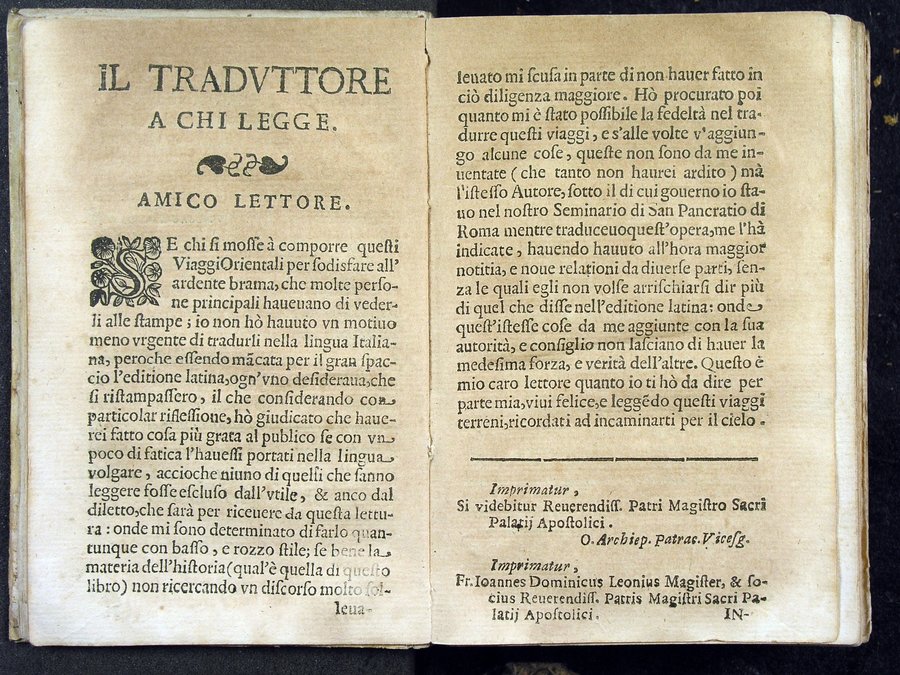 IL TRADVTTORE
A CHI LEGGE.
AMICO LETTORE.
SE chi ſi moſſe à comporre queſti
Viaggi Orientali per ſodisfare all'
ardente brama, che molte perſo-
ne principali haueuano di veder-
li alle ſtampe; io non hò hauuto vn motiuo
meno vrgente di tradurli nella lingua Italia-
na, peroche eſſendo mãcata per il gran ſpac-
cio l'editione latina, ogn'vno deſideraua, che
ſi riſtampaſſero, il che conſiderando con
particolar rifleſſione, hò giudicato che haue-
rei fatto coſa più grata al publico ſe con vn
poco di fatica l'haueſſi portati nella lingua
volgare, accioche niuno di queſti che ſanno
leggere foſſe eſcluſo dall'vtile, & anco dal
diletto, che ſarà per riceuere da queſta lettu-
ra: onde mi ſono determinato di farlo quan-
tunque con baſſo, e rozzo ſtile; ſe bene la
materia dell'hiſtoria (qual'è quella di queſto
libro) non ricercando vn diſcorſo molto ſol-
leua-
leuato mi ſcuſa in parte di non hauer fatto in
ciò diligenza maggiore. Hò procurato poi
quanto mi è ſtato poſſibile la fedeltà nel tra-
durre queſti viaggi, e s'alle volte v'aggiun-
go alcune coſe, queſte non ſono da me in-
uentate (che tanto non haurei ardito) mà
l'iſteſſo Autore, ſotto il di cui gouerno io ſta-
uo nel noſtro Seminario di San Pancratio di
Roma mentre traduceuo queſt'opera, me l'hà
indicate, hauendo hauuto all'hora maggior
notitia, e noue relationi da diuerſe parti, ſen-
za le quali egli non volſe arriſchiarſi dir più
di quel che diſſe nell'editione latina: onde
queſt'iſteſſe coſe da me aggiunte con la ſua
autorità, e conſiglio non laſciano di hauer la
medeſima forza, e verità dell'altre. Queſto è
mio caro lettore quanto io ti hò da dire per
parte mia, viui felice, e leggẽdo queſti viaggi
terreni, ricordati ad incaminarti per il cielo.
Imprimatur,
Si videbitur Reuerendiſſ. Patri Magiſtro Sacri
Palatij Apoſtolici.
O. Archiep. Patrac. Viceſg.
Imprimatur,
Fr. Ioannes Dominicus Leonius Magiſter, & ſo-
cius Reuerendiſſ. Patris Magiſtri Sacri Pa-
latij Apoſtolici.
IN-